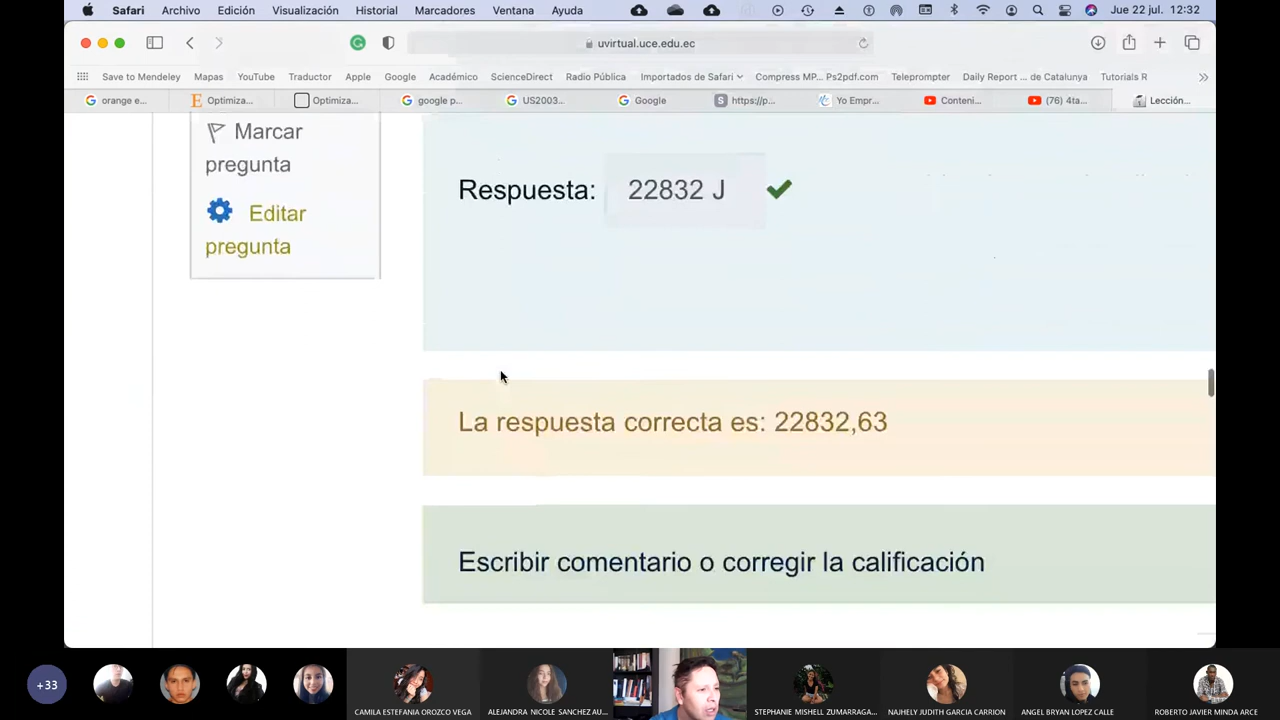 Safari Archivo Edición Visualización Historial Marcadores Ventana Ayuda Jue 22 jul. 12:32
uvirtual.uce.edu.ec
Save to Mendeley Mapas YouTube Traductor Apple Google Académico ScienceDirect Radio Pública Importados de Safari Compress MP... Ps2pdf.com Teleprompter Daily Report ... de Catalunya Tutorials R
orange e... Optimiza... Optimiza... google p... US2003... Google https://p... Yo Empr... Conteni... (76) 4ta... Lección...
Marcar
pregunta
Editar
pregunta
Respuesta: 22832 J
La respuesta correcta es: 22832,63
Escribir comentario o corregir la calificación
+33
CAMILA ESTEFANIA OROZCO VEGA
ALEJANDRA NICOLE SANCHEZ AU...
STEPHANIE MISHELL ZUMARRAGA...
NAJHELY JUDITH GARCIA CARRION
ANGEL BRYAN LOPEZ CALLE
ROBERTO JAVIER MINDA ARCE